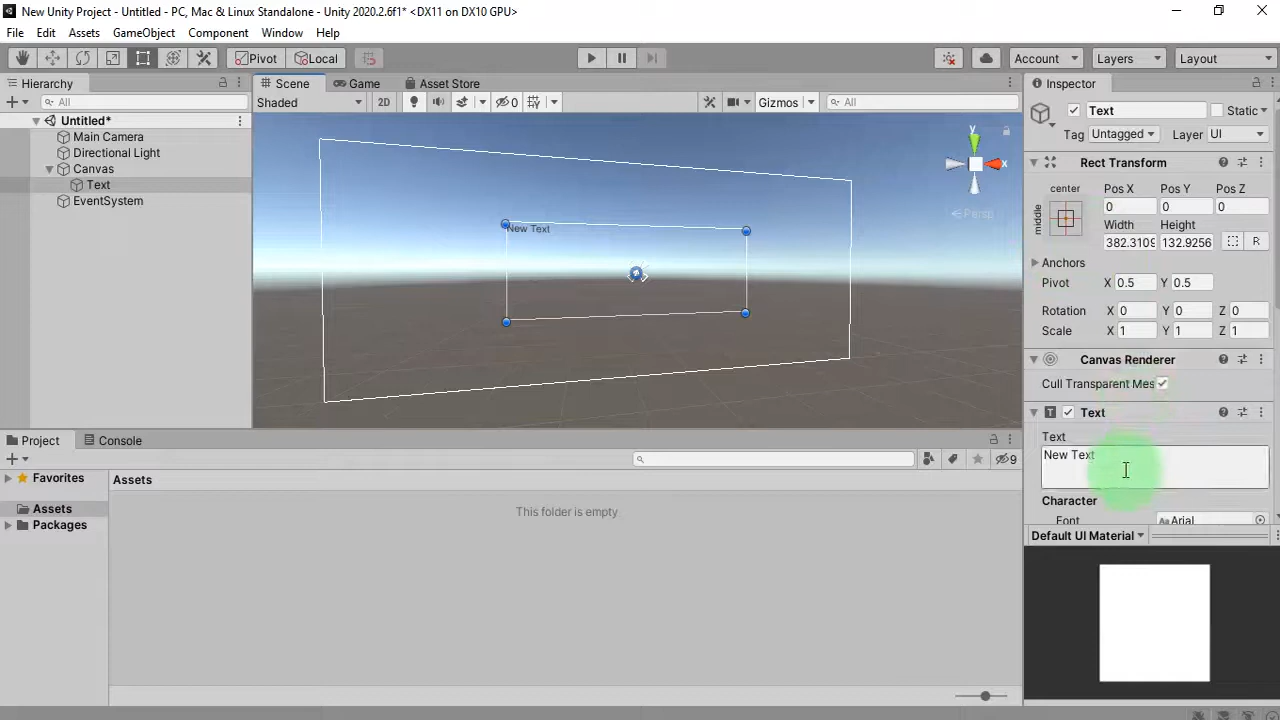 New Unity Project - Untitled - PC, Mac & Linux Standalone - Unity 2020.2.6f1* <DX11 on DX10 GPU>
File Edit Assets GameObject Component Window Help
Pivot Local Account Layers Layout
Hierarchy
All
Untitled*
Main Camera
Directional Light
Canvas
Text
EventSystem
Scene Game Asset Store
Shaded 2D 0 Gizmos All
y
x
Persp
New Text
Inspector
Text Static
Tag Untagged Layer UI
Rect Transform
center
middle
Pos X Pos Y Pos Z
0 0 0
Width Height
382.3109 132.9256 R
Anchors
Pivot X 0.5 Y 0.5
Rotation X 0 Y 0 Z 0
Scale X 1 Y 1 Z 1
Canvas Renderer
Cull Transparent Mes
T Text
Text
New Text
Character
Font Aa Arial
Default UI Material
Project Console
9
Favorites
Assets
Packages
Assets
This folder is empty